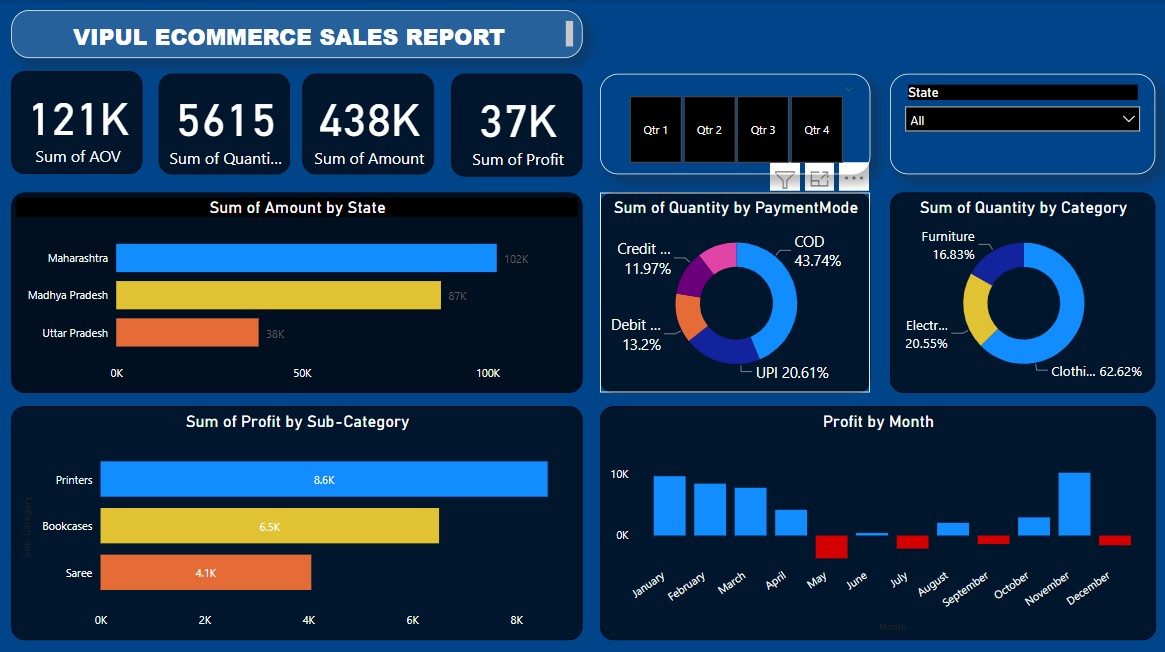 VIPUL ECOMMERCE SALES REPORT
121K
Sum of AOV
5615
Sum of Quanti...
438K
Sum of Amount
37K
Sum of Profit
Qtr 1
Qtr 2
Qtr 3
Qtr 4
State
All
Sum of Amount by State
Maharashtra
102K
Madhya Pradesh
87K
Uttar Pradesh
38K
0K
50K
100K
Sum of Quantity by PaymentMode
COD
43.74%
Credit ...
11.97%
Debit ...
13.2%
UPI 20.61%
Sum of Quantity by Category
Furniture
16.83%
Electr...
20.55%
Clothi... 62.62%
Sum of Profit by Sub-Category
Sub-Category
Printers
8.6K
Bookcases
6.5K
Saree
4.1K
0K
2K
4K
6K
8K
Profit by Month
10K
0K
January
February
March
April
May
June
July
August
September
October
November
December
Month